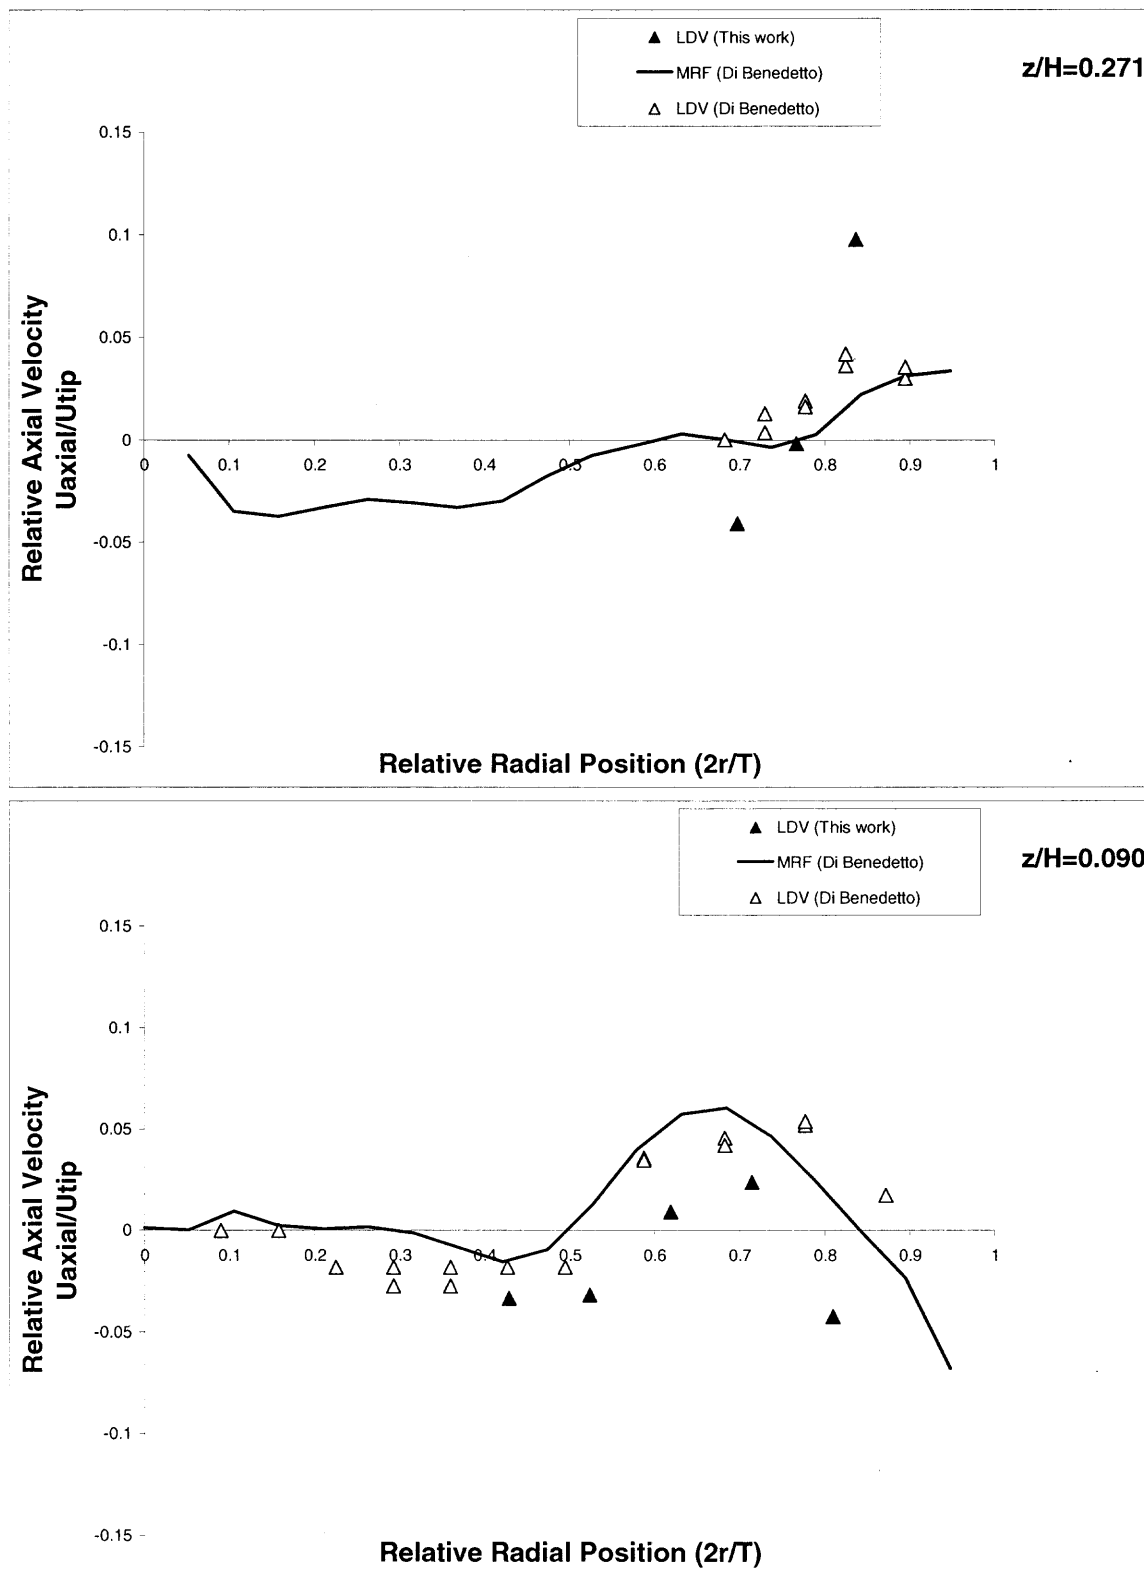 LDV (This work)
MRF (Di Benedetto)
LDV (Di Benedetto)
z/H=0.271
0.15
0.1
0.05
0
-0.05
-0.1
-0.15
0 0.1 0.2 0.3 0.4 0.5 0.6 0.7 0.8 0.9 1
Relative Axial Velocity
Uaxial/Utip
Relative Radial Position (2r/T)
LDV (This work)
MRF (Di Benedetto)
LDV (Di Benedetto)
z/H=0.090
0.15
0.1
0.05
0
-0.05
-0.1
-0.15
0 0.1 0.2 0.3 0.4 0.5 0.6 0.7 0.8 0.9 1
Relative Axial Velocity
Uaxial/Utip
Relative Radial Position (2r/T)